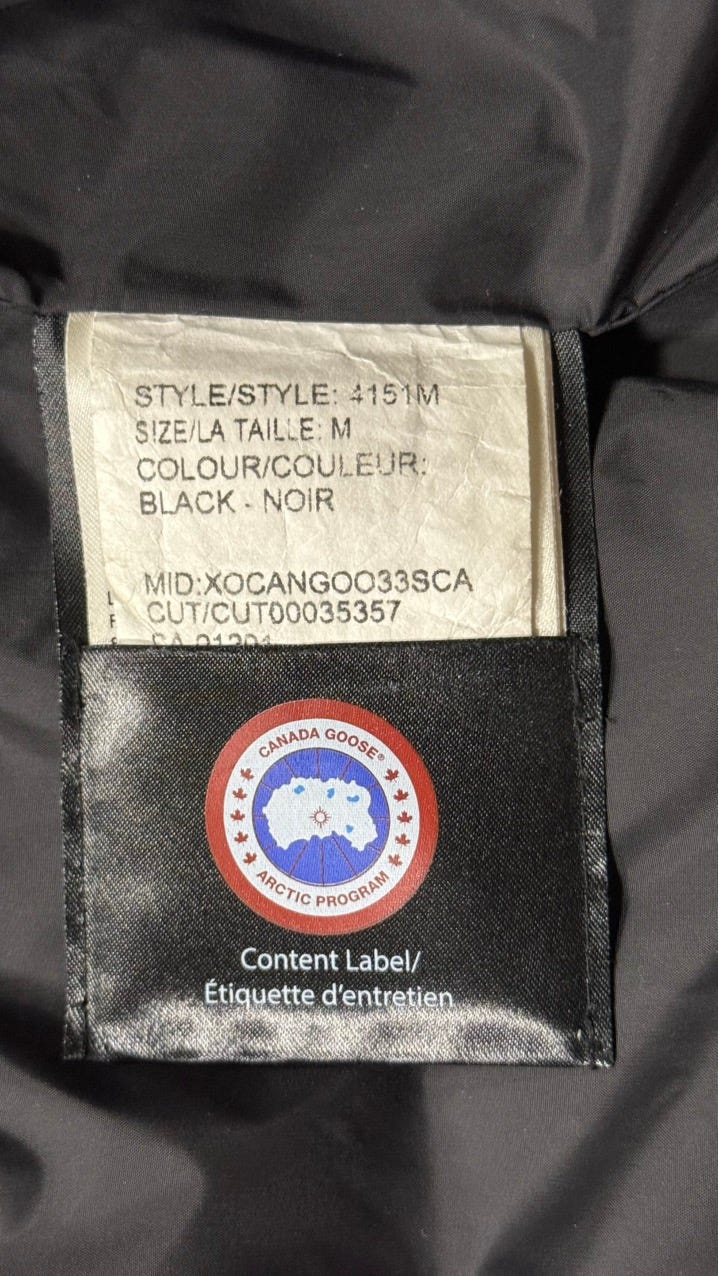 STYLE/STYLE: 4151M
SIZE/LA TAILLE: M
COLOUR/COULEUR:
BLACK - NOIR
MID:XOCANGOO33SCA
CUT/CUT00035357
CANADA GOOSE®
ARCTIC PROGRAM
Content Label/
Étiquette d'entretien